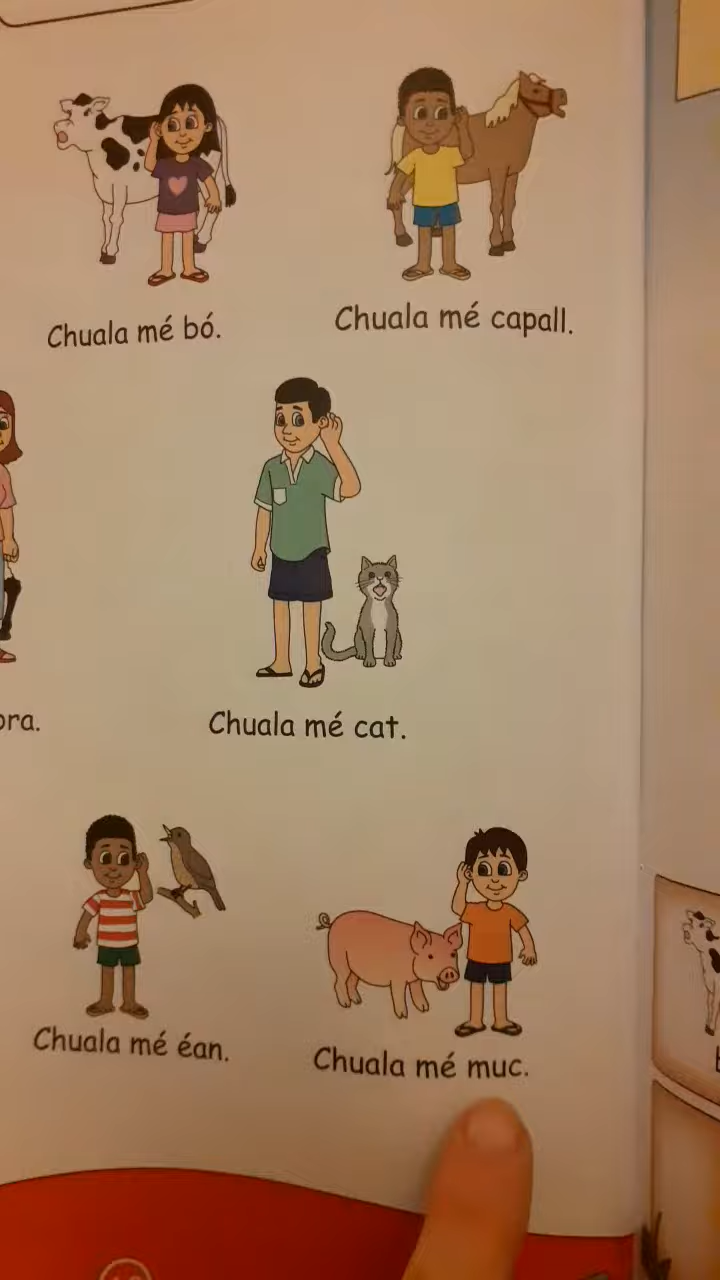 Chuala mé bó.
Chuala mé capall.
Chuala mé cat.
Chuala mé éan.
Chuala mé muc.